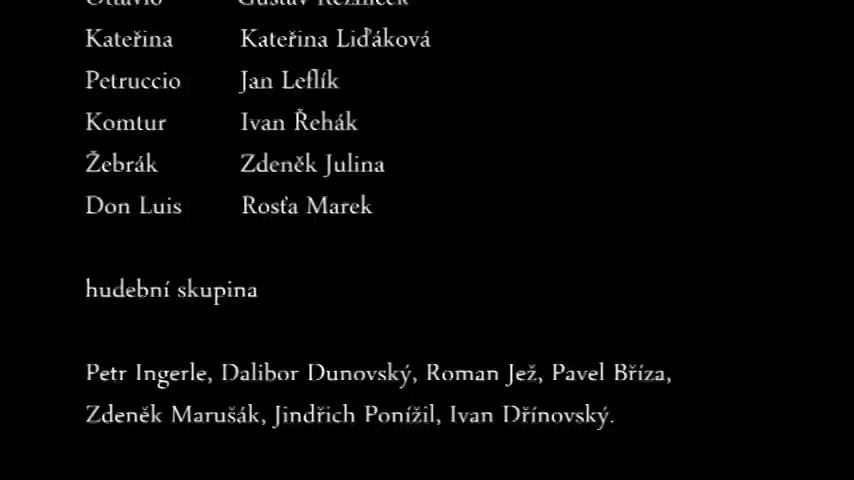 Kateřina Kateřina Liďáková
Petruccio Jan Leflík
Komtur Ivan Řehák
Žebrák Zdeněk Julina
Don Luis Rosťa Marek
hudební skupina
Petr Ingerle, Dalibor Dunovský, Roman Jež, Pavel Bříza,
Zdeněk Marušák, Jindřich Ponížil, Ivan Dřínovský.